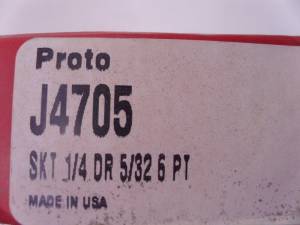 Proto
J4705
SKT 1/4 DR 5/32 6 PT
MADE IN USA